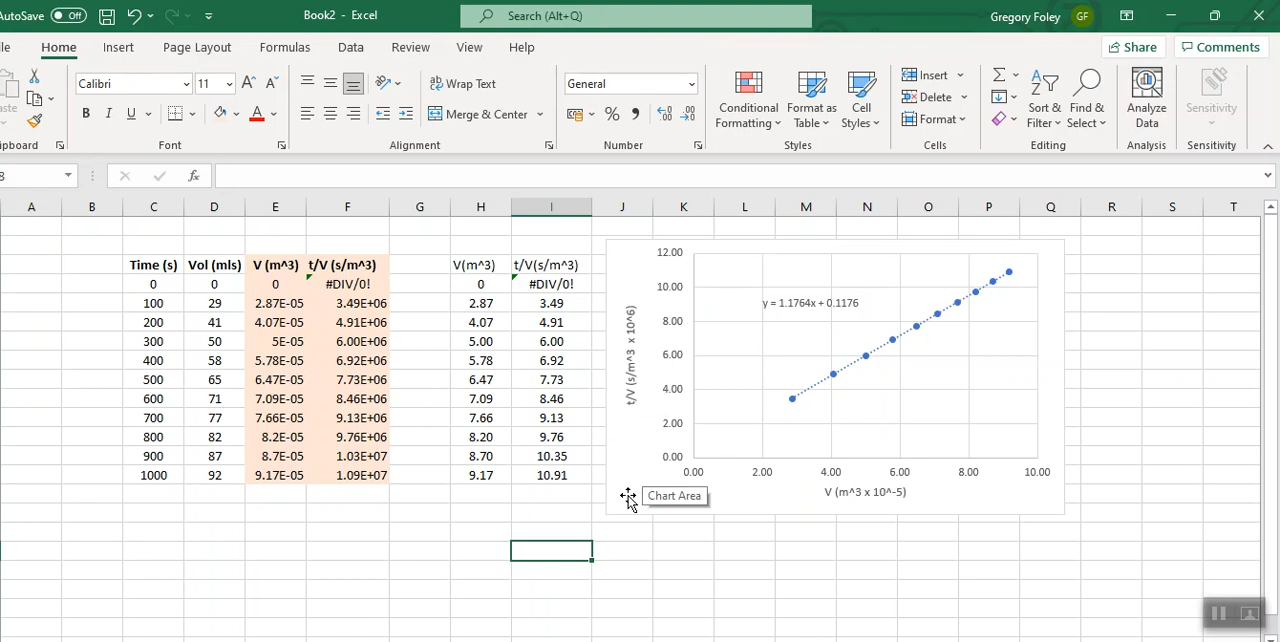 AutoSave Off Book2 - Excel Search (Alt+Q) Gregory Foley GF
le Home Insert Page Layout Formulas Data Review View Help Share Comments
Calibri 11 A^ A Wrap Text General Insert
B I U A Merge & Center % Conditional Formatting Format as Table Cell Styles Delete Sort & Filter Find & Select Analyze Data Sensitivity
aste Format
ipboard Font Alignment Number Styles Cells Editing Analysis Sensitivity
8 fx
A B C D E F G H I J K L M N O P Q R S T
Time (s) Vol (mls) V (m^3) t/V (s/m^3) V(m^3) t/V(s/m^3)
0 0 0 #DIV/0! 0 #DIV/0!
100 29 2.87E-05 3.49E+06 2.87 3.49
200 41 4.07E-05 4.91E+06 4.07 4.91
300 50 5E-05 6.00E+06 5.00 6.00
400 58 5.78E-05 6.92E+06 5.78 6.92
500 65 6.47E-05 7.73E+06 6.47 7.73
600 71 7.09E-05 8.46E+06 7.09 8.46
700 77 7.66E-05 9.13E+06 7.66 9.13
800 82 8.2E-05 9.76E+06 8.20 9.76
900 87 8.7E-05 1.03E+07 8.70 10.35
1000 92 9.17E-05 1.09E+07 9.17 10.91
12.00
10.00
y = 1.1764x + 0.1176
8.00
6.00
4.00
2.00
0.00
t/V (s/m^3 x 10^6)
0.00 2.00 4.00 6.00 8.00 10.00
V (m^3 x 10^-5)
Chart Area